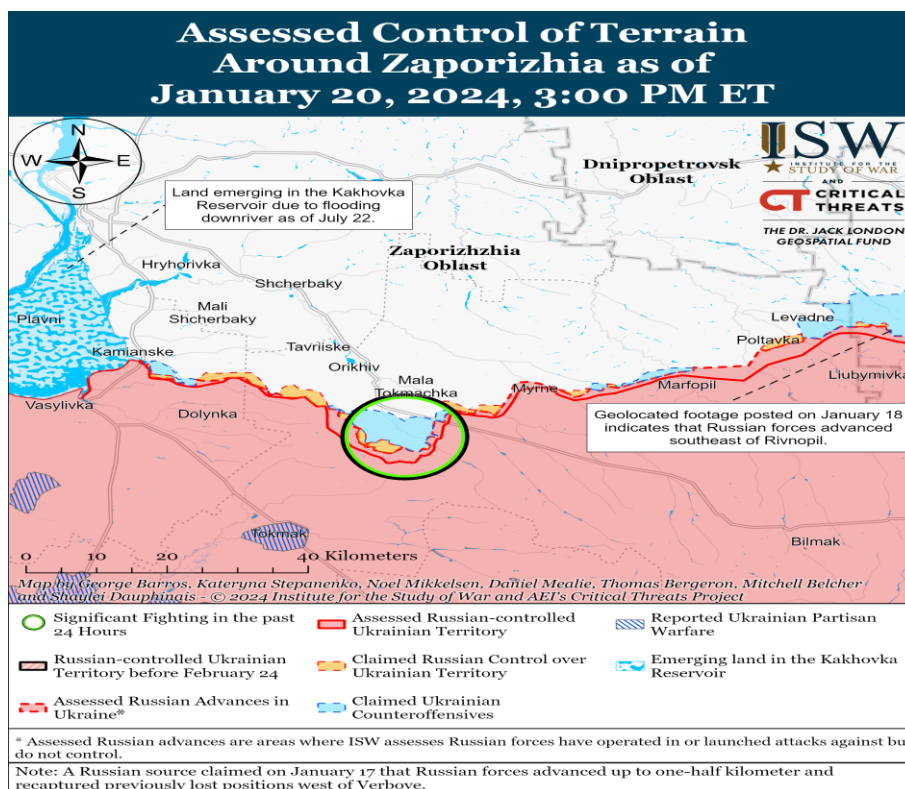 Assessed Control of Terrain
Around Zaporizhia as of
January 20, 2024, 3:00 PM ET
N
W E
S
Land emerging in the Kakhovka
Reservoir due to flooding
downriver as of July 22.
Dnipropetrovsk
Oblast
ISW
INSTITUTE FOR THE
STUDY OF WAR
AND
CT CRITICAL
THREATS
THE DR. JACK LONDON
GEOSPATIAL FUND
Zaporizhzhia
Oblast
Hryhorivka
Shcherbaky
Plavni
Mali
Shcherbaky
Levadne
Kamianske
Tavriiske
Poltavka
Orikhiv
Mala
Tokmachka
Myrne
Marfopil
Liubymivka
Vasylivka
Dolynka
Geolocated footage posted on January 18
indicates that Russian forces advanced
southeast of Rivnopil.
Tokmak
Bilmak
0 20 40 Kilometers
Map by George Barros, Kateryna Stepanenko, Noel Mikkelsen, Daniel Mealie, Thomas Bergeron, Mitchell Belcher
and Shaylei Dauphinais - © 2024 Institute for the Study of War and AEI's Critical Threats Project
Significant Fighting in the past
24 Hours
Assessed Russian-controlled
Ukrainian Territory
Reported Ukrainian Partisan
Warfare
Russian-controlled Ukrainian
Territory before February 24
Claimed Russian Control over
Ukrainian Territory
Emerging land in the Kakhovka
Reservoir
Assessed Russian Advances in
Ukraine*
Claimed Ukrainian
Counteroffensives
* Assessed Russian advances are areas where ISW assesses Russian forces have operated in or launched attacks against bu
do not control.
Note: A Russian source claimed on January 17 that Russian forces advanced up to one-half kilometer and
recaptured previously lost positions west of Verbove.